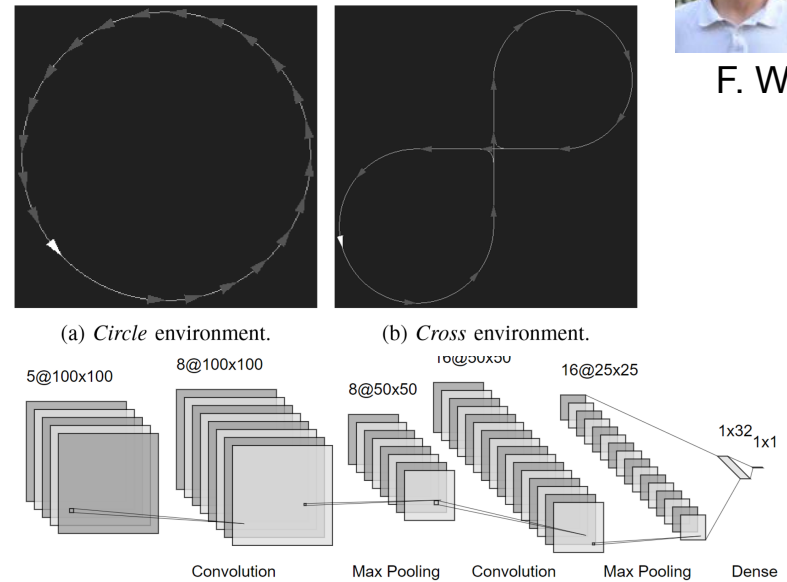 F. W
(a) Circle environment.
(b) Cross environment.
5@100x100
8@100x100
8@50x50
16@50x50
16@25x25
1x32
1x1
Convolution
Max Pooling
Convolution
Max Pooling
Dense